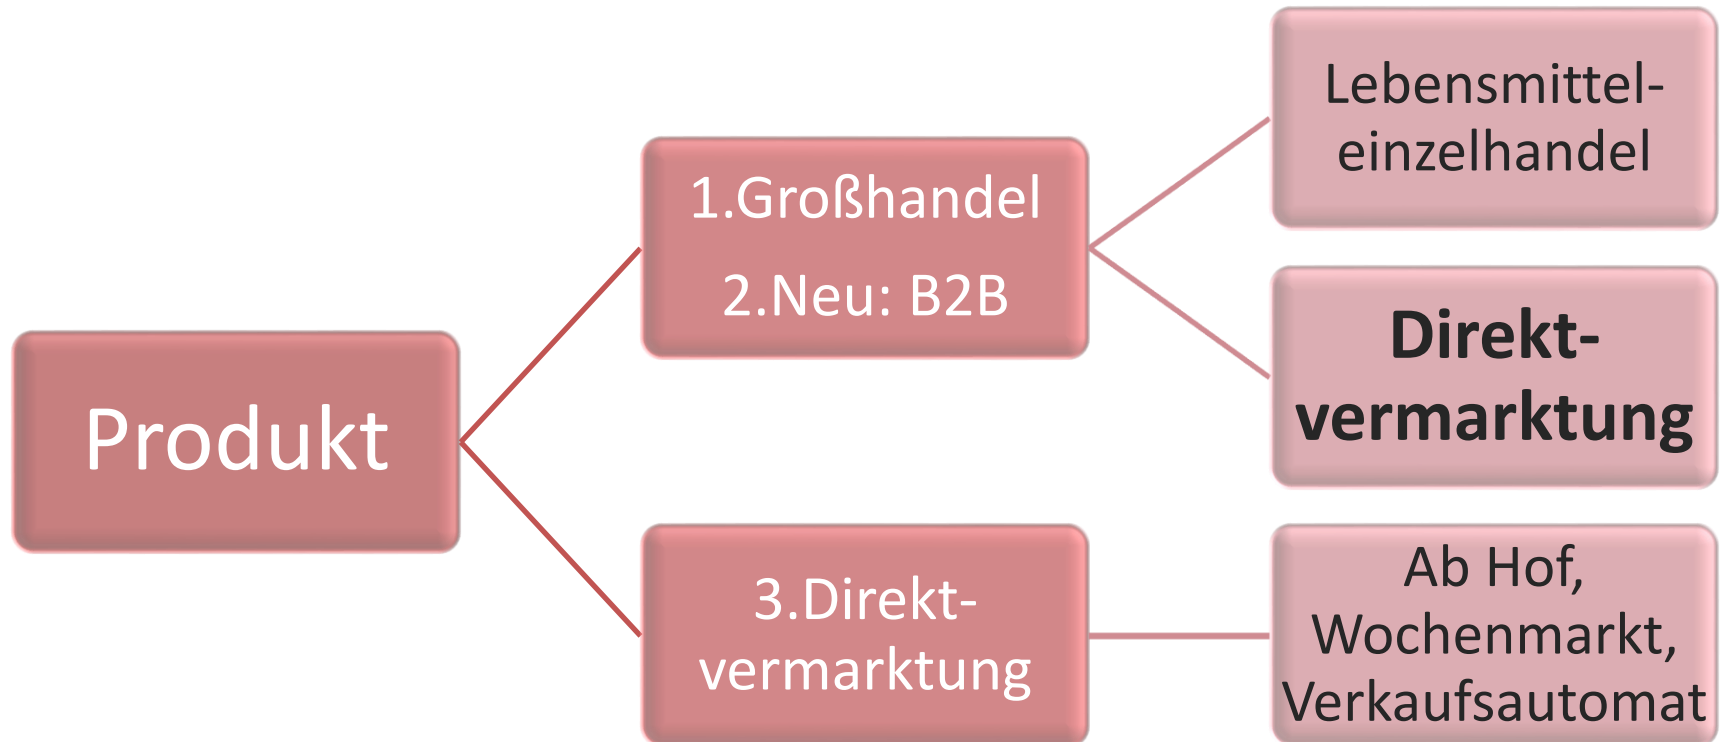 Produkt
1.Großhandel
2.Neu: B2B
Lebensmittel-
einzelhandel
Direkt-
vermarktung
3.Direkt-
vermarktung
Ab Hof,
Wochenmarkt,
Verkaufsautomat